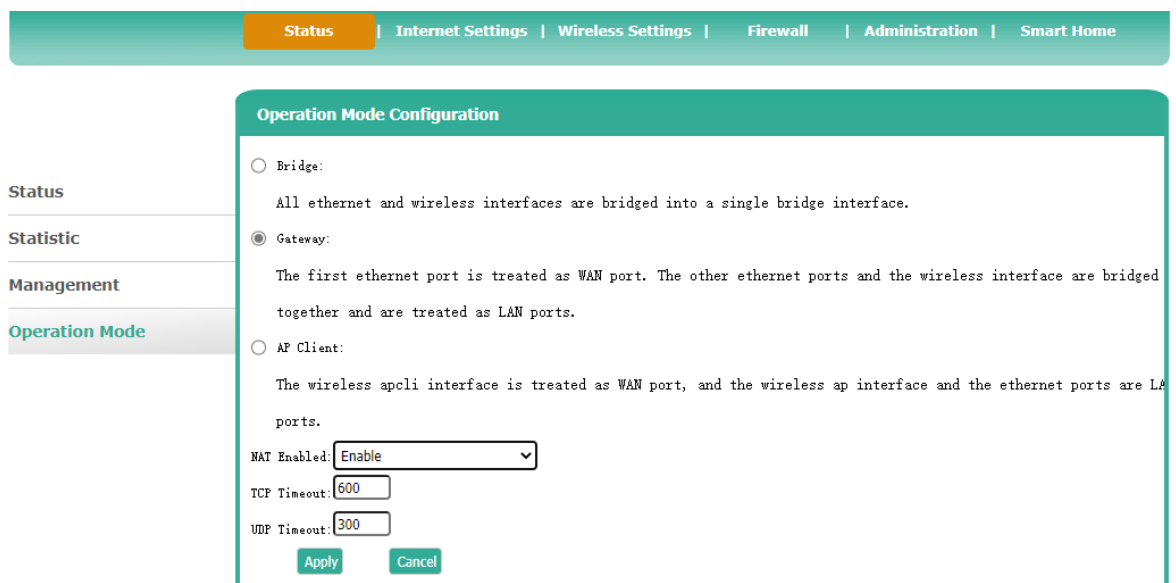 Status | Internet Settings | Wireless Settings | Firewall | Administration | Smart Home
Operation Mode Configuration
Status
Statistic
Management
Operation Mode
Bridge:
All ethernet and wireless interfaces are bridged into a single bridge interface.
Gateway:
The first ethernet port is treated as WAN port. The other ethernet ports and the wireless interface are bridged
together and are treated as LAN ports.
AP Client:
The wireless apcli interface is treated as WAN port, and the wireless ap interface and the ethernet ports are LA
ports.
NAT Enabled: Enable
TCP Timeout: 600
UDP Timeout: 300
Apply Cancel